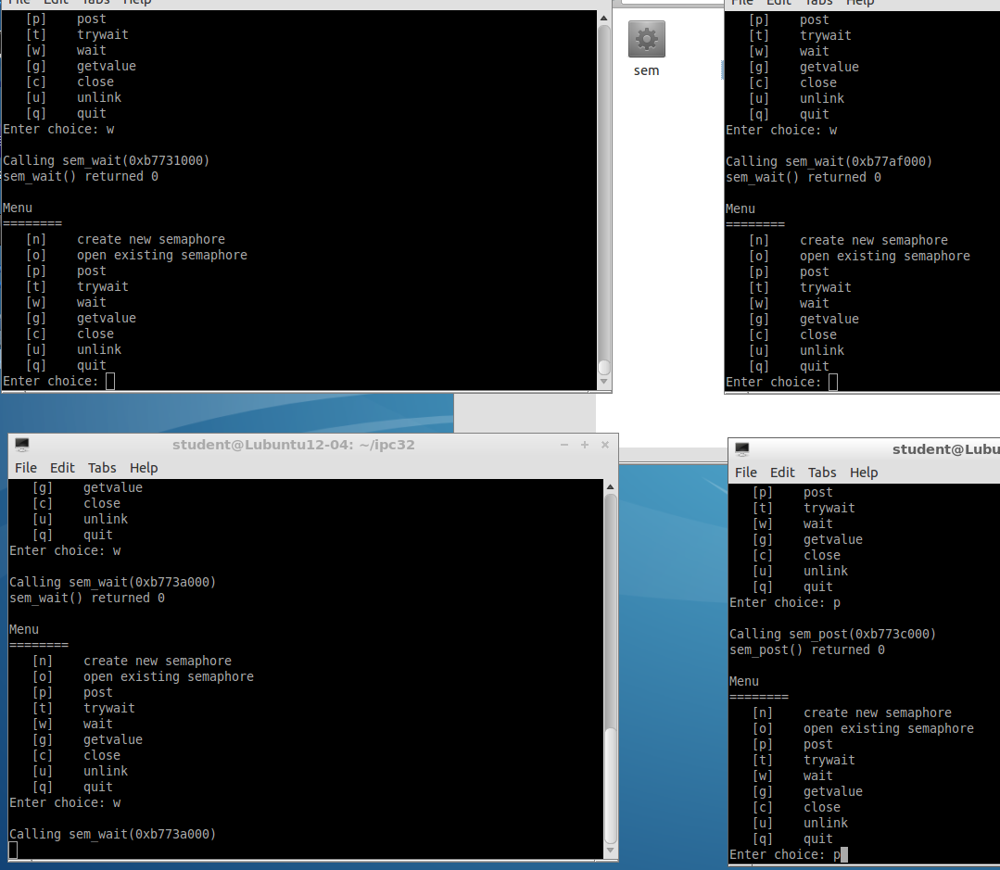 File Edit Tabs Help
[p] post
[t] trywait
[w] wait
[g] getvalue
[c] close
[u] unlink
[q] quit
Enter choice: w
Calling sem_wait(0xb7731000)
sem_wait() returned 0
Menu
========
[n] create new semaphore
[o] open existing semaphore
[p] post
[t] trywait
[w] wait
[g] getvalue
[c] close
[u] unlink
[q] quit
Enter choice:
sem
File Edit Tabs Help
[p] post
[t] trywait
[w] wait
[g] getvalue
[c] close
[u] unlink
[q] quit
Enter choice: w
Calling sem_wait(0xb77af000)
sem_wait() returned 0
Menu
========
[n] create new semaphore
[o] open existing semaphore
[p] post
[t] trywait
[w] wait
[g] getvalue
[c] close
[u] unlink
[q] quit
Enter choice:
student@Lubuntu12-04: ~/ipc32
File Edit Tabs Help
[g] getvalue
[c] close
[u] unlink
[q] quit
Enter choice: w
Calling sem_wait(0xb773a000)
sem_wait() returned 0
Menu
========
[n] create new semaphore
[o] open existing semaphore
[p] post
[t] trywait
[w] wait
[g] getvalue
[c] close
[u] unlink
[q] quit
Enter choice: w
Calling sem_wait(0xb773a000)
student@Lubu
File Edit Tabs Help
[p] post
[t] trywait
[w] wait
[g] getvalue
[c] close
[u] unlink
[q] quit
Enter choice: p
Calling sem_post(0xb773c000)
sem_post() returned 0
Menu
========
[n] create new semaphore
[o] open existing semaphore
[p] post
[t] trywait
[w] wait
[g] getvalue
[c] close
[u] unlink
[q] quit
Enter choice: p